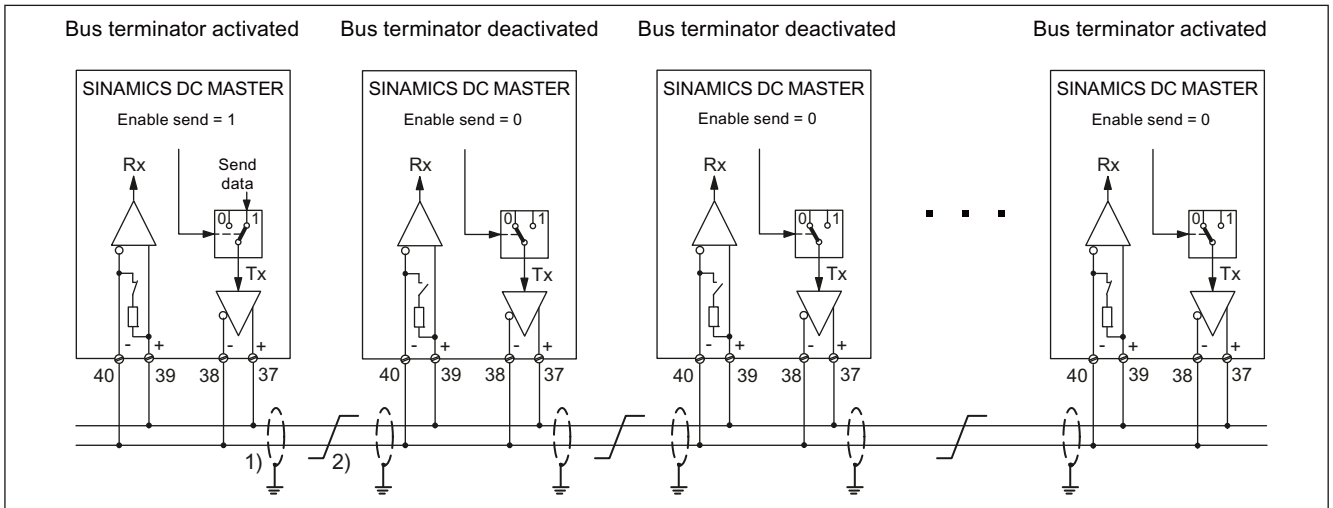 Bus terminator activated Bus terminator deactivated Bus terminator deactivated Bus terminator activated
SINAMICS DC MASTER SINAMICS DC MASTER SINAMICS DC MASTER SINAMICS DC MASTER
Enable send = 1 Enable send = 0 Enable send = 0 Enable send = 0
Rx Send data Rx Rx Rx
0 1 0 1 0 1 0 1
Tx Tx Tx Tx
- + - + - + - + - + - + - + - +
40 39 38 37 40 39 38 37 40 39 38 37 40 39 38 37
1) 2)